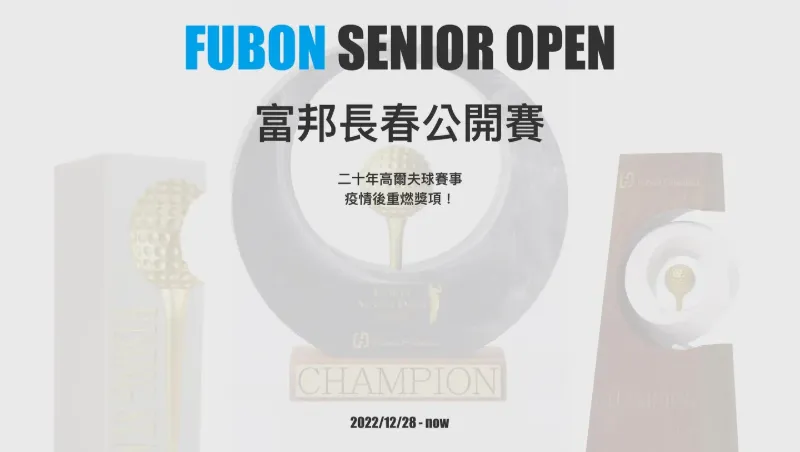 FUBON SENIOR OPEN
富邦長春公開賽
二十年高爾夫球賽事
疫情後重燃獎項！
CHAMPION
2022/12/28 - now